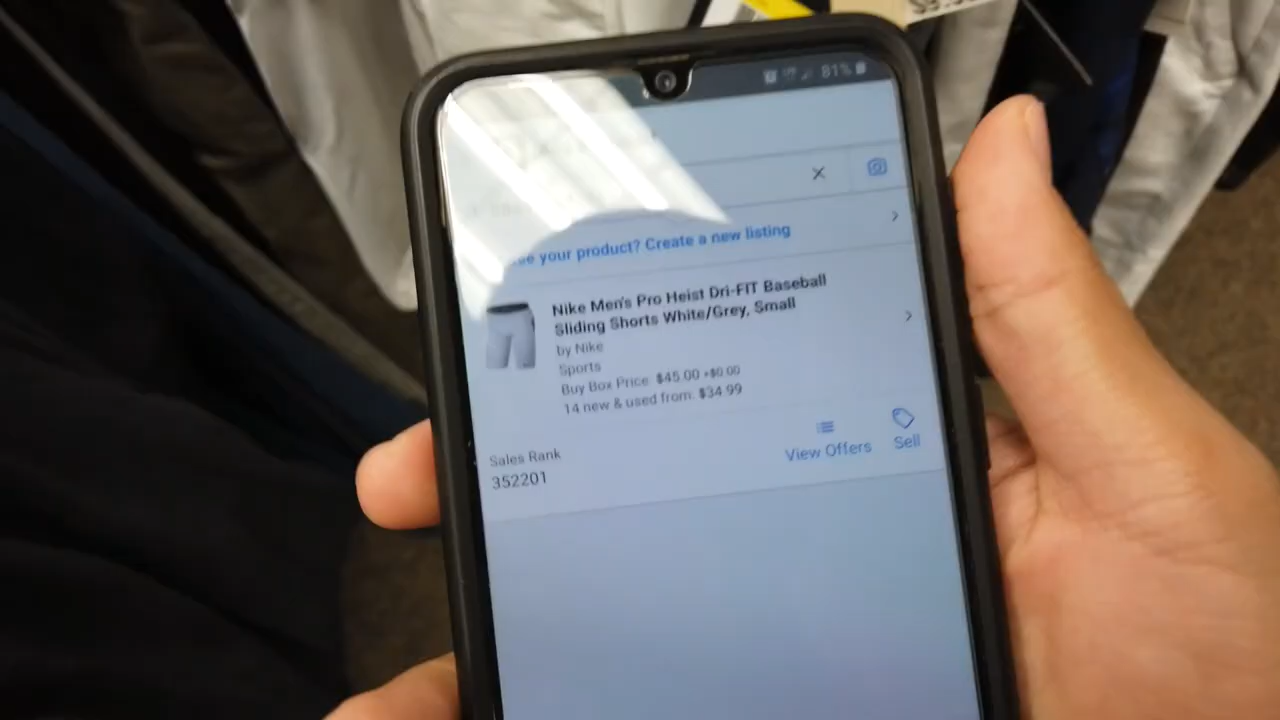 81%
your product? Create a new listing
Nike Men's Pro Heist Dri-FIT Baseball
Sliding Shorts White/Grey, Small
by Nike
Sports
Buy Box Price: $45.00 +$0.00
14 new & used from: $34.99
Sales Rank
352201
View Offers
Sell